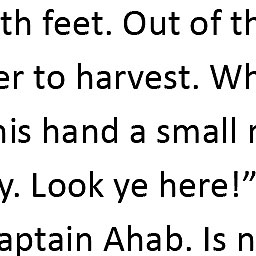 th feet. Out of th
er to harvest. Wh
his hand a small
y. Look ye here!”
aptain Ahab. Is n